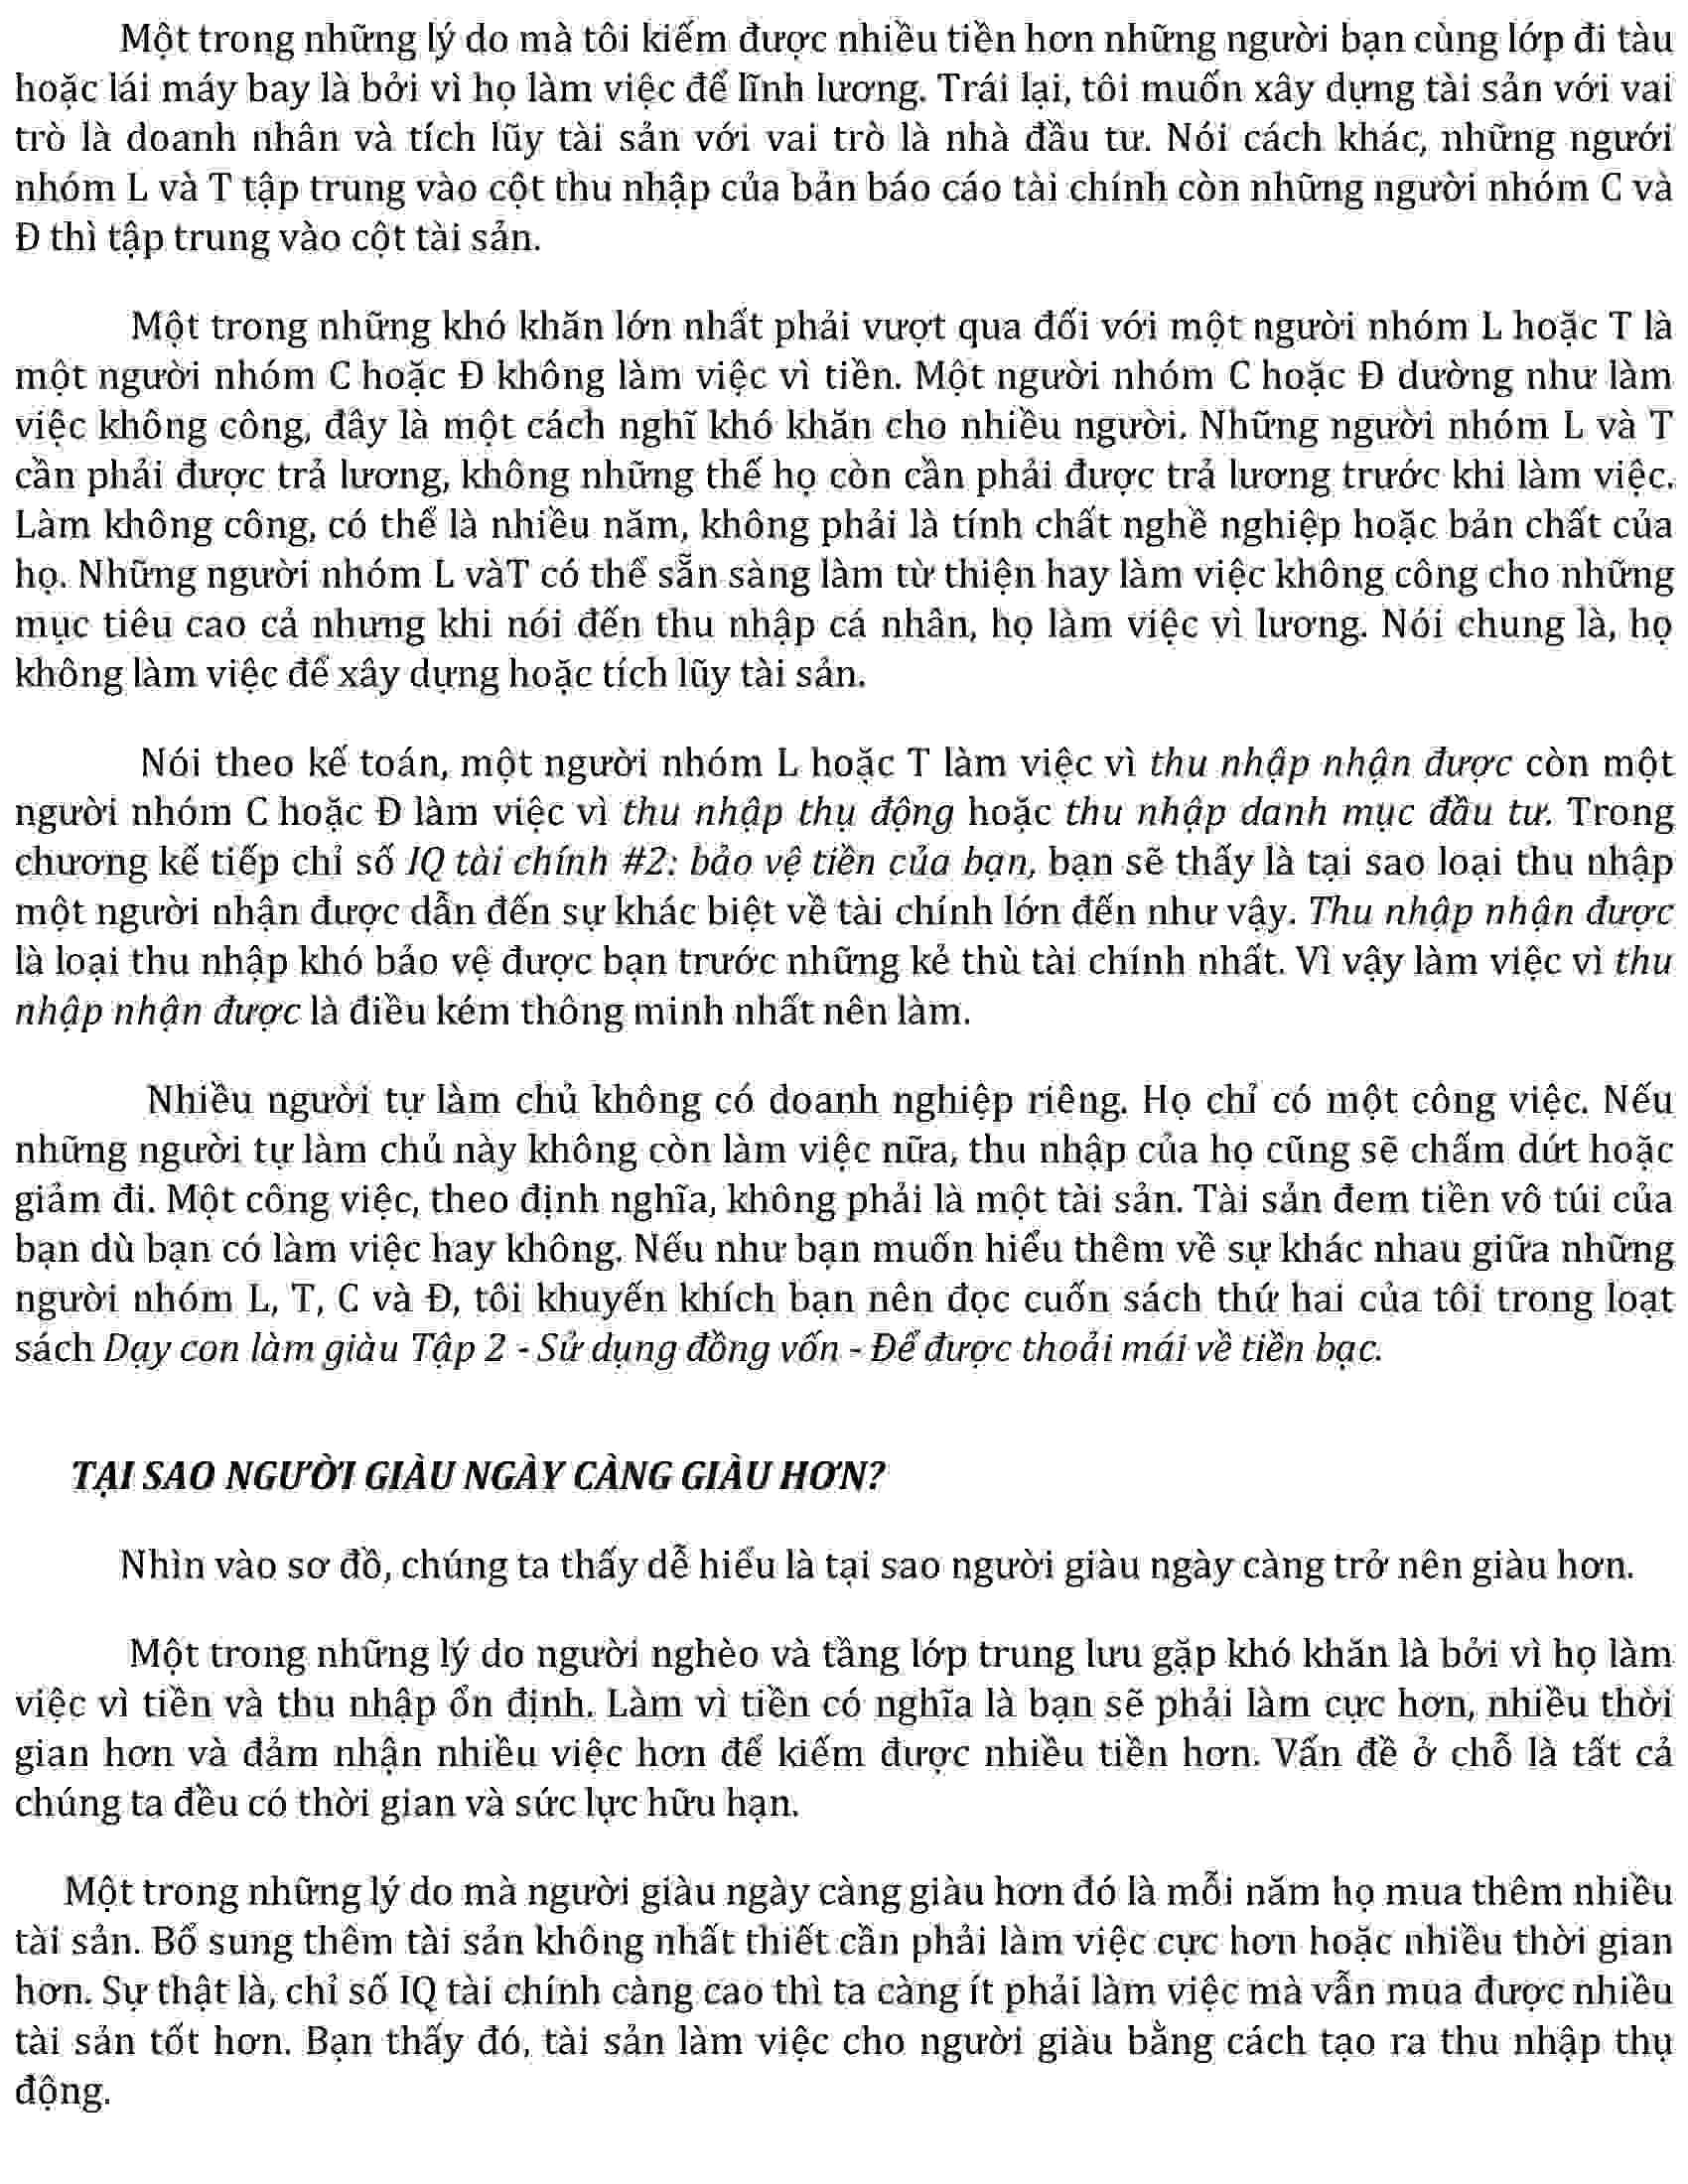 Một trong những lý do mà tôi kiếm được nhiều tiền hơn những người bạn cùng lớp đi tàu
hoặc lái máy bay là bởi vì họ làm việc để lĩnh lương. Trái lại, tôi muốn xây dựng tài sản với vai
trò là doanh nhân và tích lũy tài sản với vai trò là nhà đầu tư. Nói cách khác, những ngưới
nhóm L và T tập trung vào cột thu nhập của bản báo cáo tài chính còn những người nhóm C và
Đ thì tập trung vào cột tài sản.
Một trong những khó khăn lớn nhất phải vượt qua đối với một người nhóm L hoặc T là
một người nhóm C hoặc Đ không làm việc vì tiền. Một người nhóm C hoặc Đ dường như làm
việc không công, đây là một cách nghĩ khó khăn cho nhiều người. Những người nhóm L và T
cần phải được trả lương, không những thế họ còn cần phải được trả lương trước khi làm việc.
Làm không công, có thể là nhiều năm, không phải là tính chất nghề nghiệp hoặc bản chất của
họ. Những người nhóm L vàT có thể sẵn sàng làm từ thiện hay làm việc không công cho những
mục tiêu cao cả nhưng khi nói đến thu nhập cá nhân, họ làm việc vì lương. Nói chung là, họ
không làm việc để xây dựng hoặc tích lũy tài sản.
Nói theo kế toán, một người nhóm L hoặc T làm việc vì thu nhập nhận được còn một
người nhóm C hoặc Đ làm việc vì thu nhập thụ động hoặc thu nhập danh mục đầu tư. Trong
chương kế tiếp chỉ số IQ tài chính #2: bảo vệ tiền của bạn, bạn sẽ thấy là tại sao loại thu nhập
một người nhận được dẫn đến sự khác biệt về tài chính lớn đến như vậy. Thu nhập nhận được
là loại thu nhập khó bảo vệ được bạn trước những kẻ thù tài chính nhất. Vì vậy làm việc vì thu
nhập nhận được là điều kém thông minh nhất nên làm.
Nhiều người tự làm chủ không có doanh nghiệp riêng. Họ chỉ có một công việc. Nếu
những người tự làm chủ này không còn làm việc nữa, thu nhập của họ cũng sẽ chấm dứt hoặc
giảm đi. Một công việc, theo định nghĩa, không phải là một tài sản. Tài sản đem tiền vô túi của
bạn dù bạn có làm việc hay không. Nếu như bạn muốn hiểu thêm về sự khác nhau giữa những
người nhóm L, T, C và Đ, tôi khuyến khích bạn nên đọc cuốn sách thứ hai của tôi trong loạt
sách Dạy con làm giàu Tập 2 - Sử dụng đồng vốn - Để được thoải mái về tiền bạc.
TẠI SAO NGƯỜI GIÀU NGÀY CÀNG GIÀU HƠN?
Nhìn vào sơ đồ, chúng ta thấy dễ hiểu là tại sao người giàu ngày càng trở nên giàu hơn.
Một trong những lý do người nghèo và tầng lớp trung lưu gặp khó khăn là bởi vì họ làm
việc vì tiền và thu nhập ổn định. Làm vì tiền có nghĩa là bạn sẽ phải làm cực hơn, nhiều thời
gian hơn và đảm nhận nhiều việc hơn để kiếm được nhiều tiền hơn. Vấn đề ở chỗ là tất cả
chúng ta đều có thời gian và sức lực hữu hạn.
Một trong những lý do mà người giàu ngày càng giàu hơn đó là mỗi năm họ mua thêm nhiều
tài sản. Bổ sung thêm tài sản không nhất thiết cần phải làm việc cực hơn hoặc nhiều thời gian
hơn. Sự thật là, chỉ số IQ tài chính càng cao thì ta càng ít phải làm việc mà vẫn mua được nhiều
tài sản tốt hơn. Bạn thấy đó, tài sản làm việc cho người giàu bằng cách tạo ra thu nhập thụ
động.